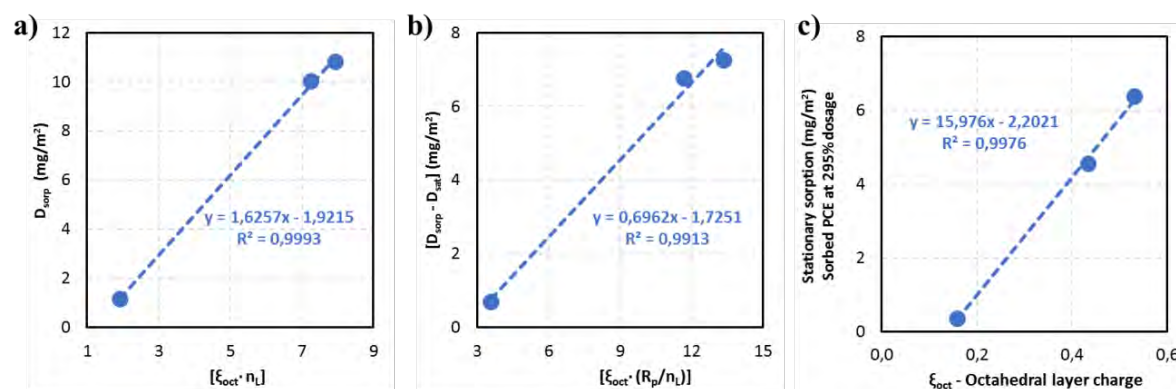 a)
12
10
8
6
4
2
0
D_sorp (mg/m²)
y = 1,6257x - 1,9215
R² = 0,9993
1 3 5 7 9
[ξ_oct· n_L]
b)
8
6
4
2
0
[D_sorp - D_sat] (mg/m²)
y = 0,6962x - 1,7251
R² = 0,9913
3 6 9 12 15
[ξ_oct· (R_p/n_L)]
c)
8
6
4
2
0
Stationary sorption (mg/m²)
Sorbed PCE at 295% dosage
y = 15,976x - 2,2021
R² = 0,9976
0,0 0,2 0,4 0,6
ξ_oct - Octahedral layer charge